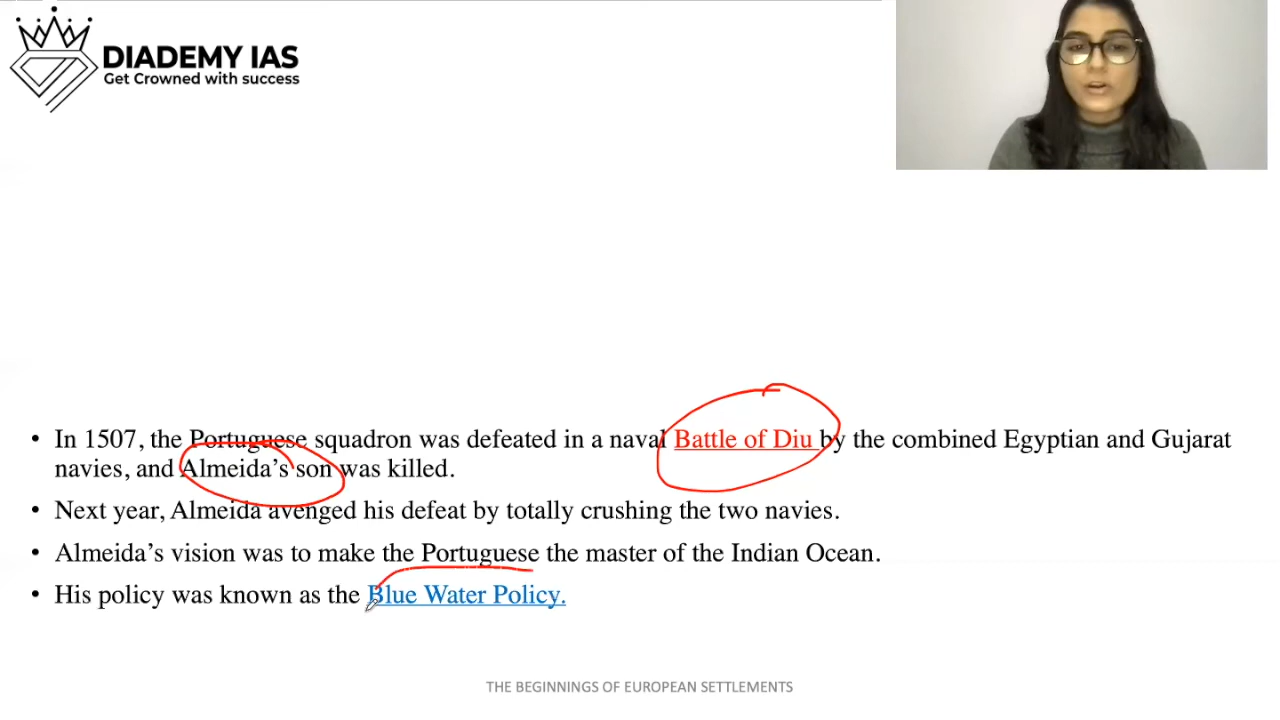 DIADEMY IAS
Get Crowned with success
• In 1507, the Portuguese squadron was defeated in a naval Battle of Diu by the combined Egyptian and Gujarat
navies, and Almeida's son was killed.
• Next year, Almeida avenged his defeat by totally crushing the two navies.
• Almeida's vision was to make the Portuguese the master of the Indian Ocean.
• His policy was known as the Blue Water Policy.
THE BEGINNINGS OF EUROPEAN SETTLEMENTS